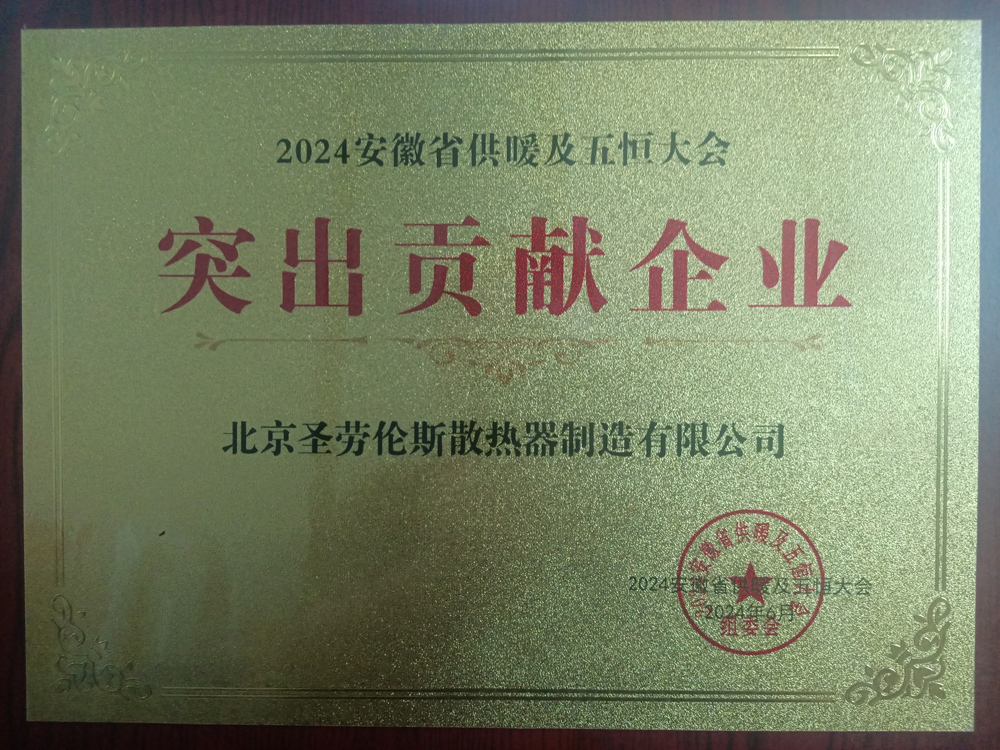 2024安徽省供暖及五恒大会
突出贡献企业
北京圣劳伦斯散热器制造有限公司
2024安徽省供暖及五恒大会
2024年6月
组委会